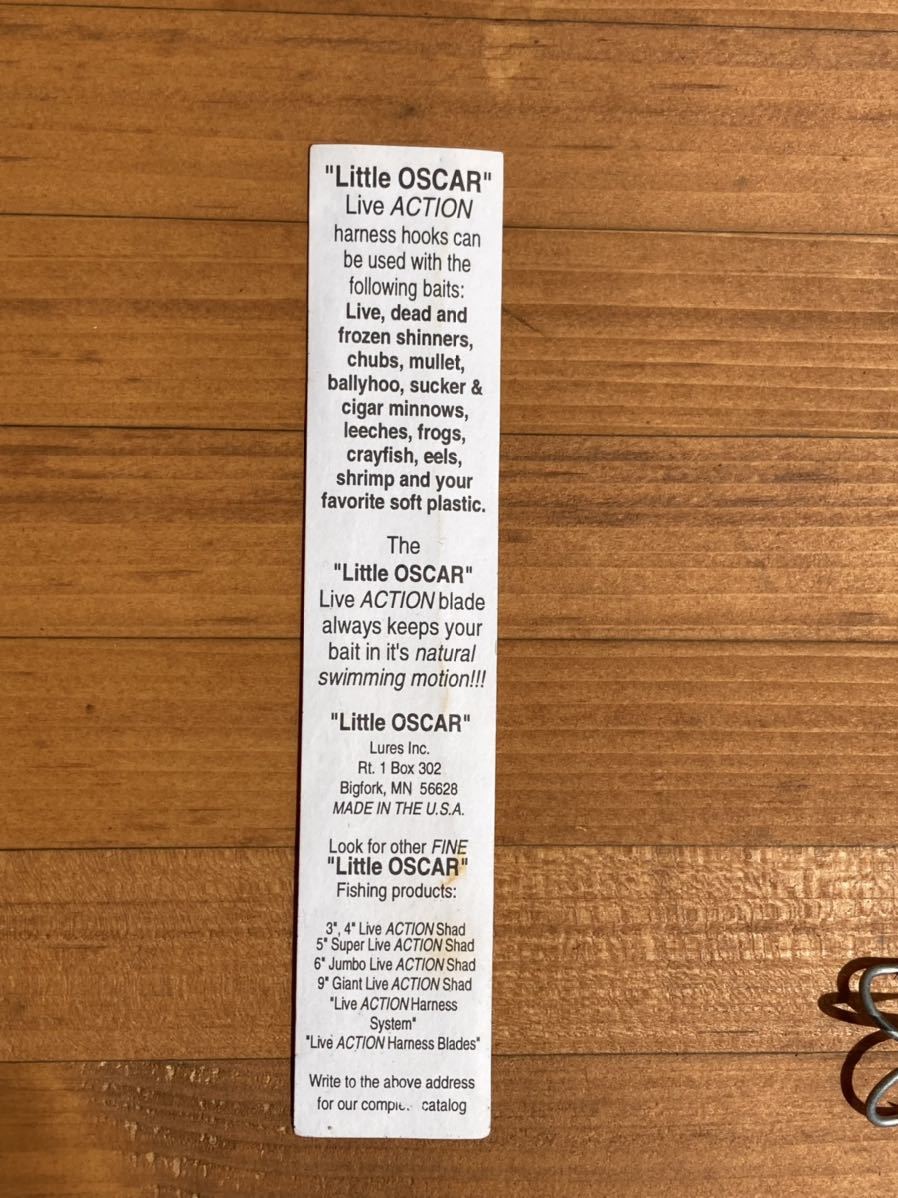 "Little OSCAR"
Live ACTION
harness hooks can
be used with the
following baits:
Live, dead and
frozen shinners,
chubs, mullet,
ballyhoo, sucker &
cigar minnows,
leeches, frogs,
crayfish, eels,
shrimp and your
favorite soft plastic.
The
"Little OSCAR"
Live ACTION blade
always keeps your
bait in it's natural
swimming motion!!!
"Little OSCAR"
Lures Inc.
Rt. 1 Box 302
Bigfork, MN 56628
MADE IN THE U.S.A.
Look for other FINE
"Little OSCAR"
Fishing products:
3", 4" Live ACTION Shad
5" Super Live ACTION Shad
6" Jumbo Live ACTION Shad
9" Giant Live ACTION Shad
"Live ACTION Harness
System"
"Live ACTION Harness Blades"
Write to the above address
for our catalog